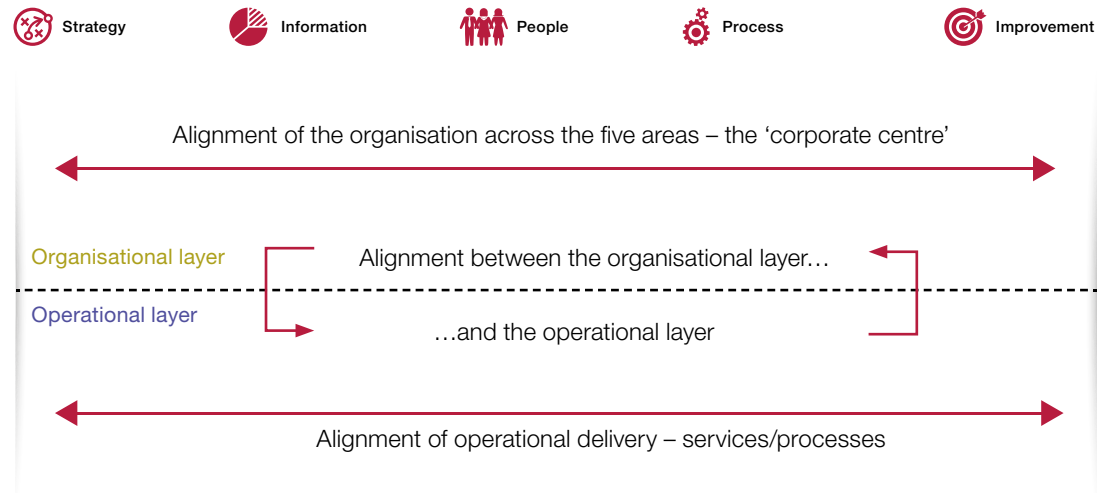 Strategy
Information
People
Process
Improvement
Alignment of the organisation across the five areas – the ‘corporate centre’
Organisational layer
Alignment between the organisational layer…
Operational layer
…and the operational layer
Alignment of operational delivery – services/processes